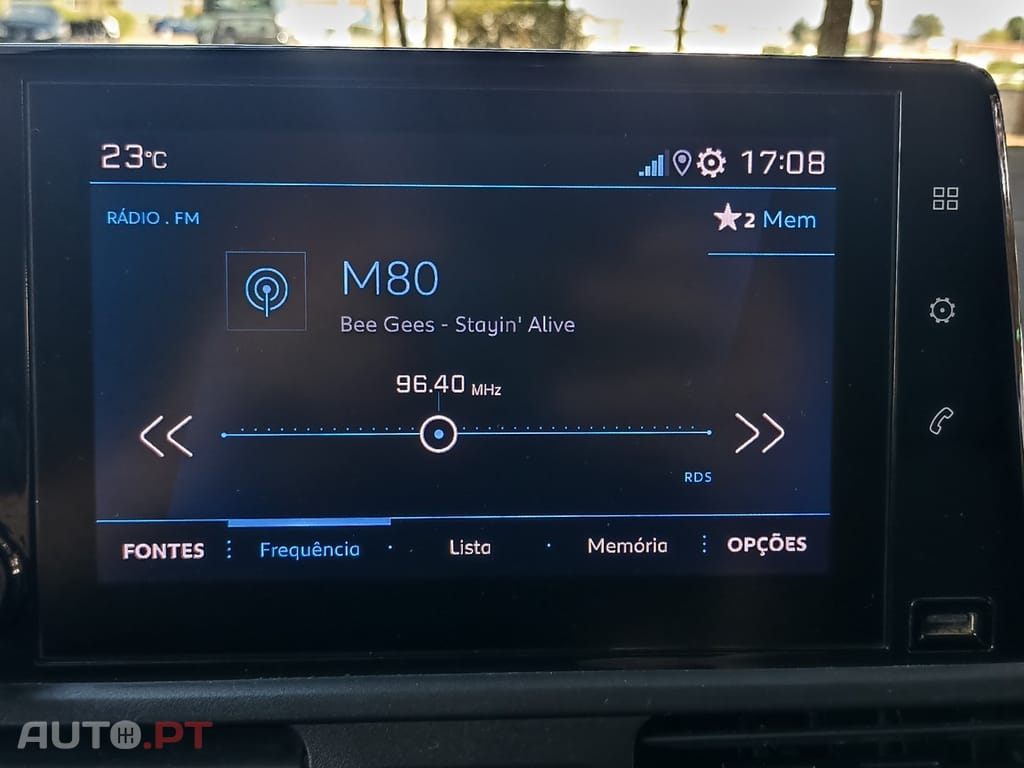 23°C 17:08
RÁDIO . FM
2 Mem
M80
Bee Gees - Stayin' Alive
96.40 MHz
RDS
FONTES Frequência Lista Memória OPÇÕES
AUTO.PT